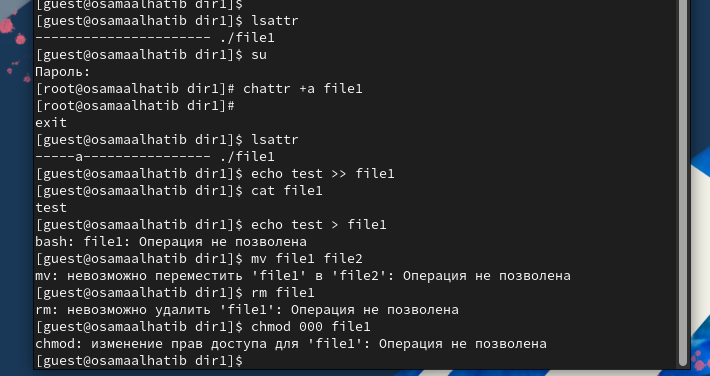 [guest@osamaalhatib dir1]$
[guest@osamaalhatib dir1]$ lsattr
---------------------- ./file1
[guest@osamaalhatib dir1]$ su
Пароль:
[root@osamaalhatib dir1]# chattr +a file1
[root@osamaalhatib dir1]#
exit
[guest@osamaalhatib dir1]$ lsattr
-----a---------------- ./file1
[guest@osamaalhatib dir1]$ echo test >> file1
[guest@osamaalhatib dir1]$ cat file1
test
[guest@osamaalhatib dir1]$ echo test > file1
bash: file1: Операция не позволена
[guest@osamaalhatib dir1]$ mv file1 file2
mv: невозможно переместить 'file1' в 'file2': Операция не позволена
[guest@osamaalhatib dir1]$ rm file1
rm: невозможно удалить 'file1': Операция не позволена
[guest@osamaalhatib dir1]$ chmod 000 file1
chmod: изменение прав доступа для 'file1': Операция не позволена
[guest@osamaalhatib dir1]$